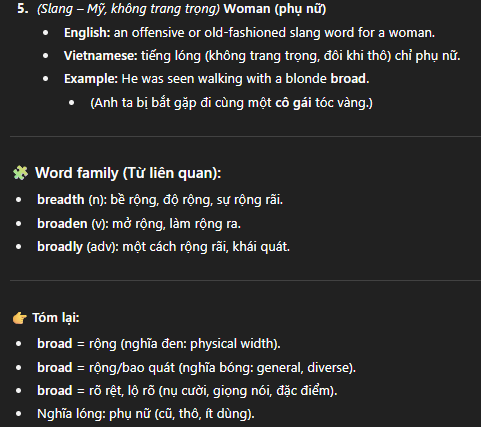 5. (Slang – Mỹ, không trang trọng) Woman (phụ nữ)
• English: an offensive or old-fashioned slang word for a woman.
• Vietnamese: tiếng lóng (không trang trọng, đôi khi thô) chỉ phụ nữ.
• Example: He was seen walking with a blonde broad.
• (Anh ta bị bắt gặp đi cùng một cô gái tóc vàng.)
🧩 Word family (Từ liên quan):
• breadth (n): bề rộng, độ rộng, sự rộng rãi.
• broaden (v): mở rộng, làm rộng ra.
• broadly (adv): một cách rộng rãi, khái quát.
👉 Tóm lại:
• broad = rộng (nghĩa đen: physical width).
• broad = rộng/bao quát (nghĩa bóng: general, diverse).
• broad = rõ rệt, lộ rõ (nụ cười, giọng nói, đặc điểm).
• Nghĩa lóng: phụ nữ (cũ, thô, ít dùng).